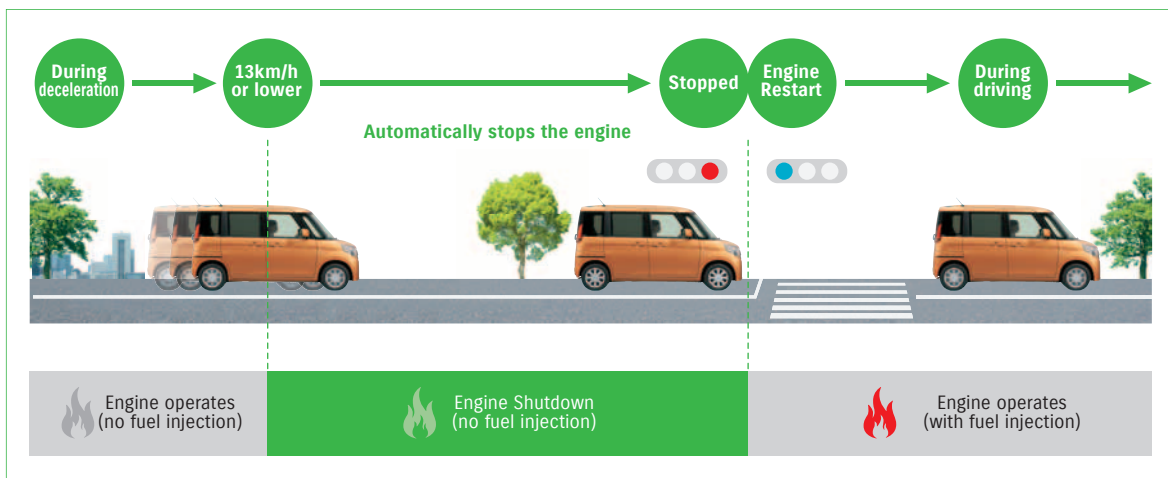 During
deceleration
13km/h
or lower
Stopped
Engine
Restart
During
driving
Automatically stops the engine
Engine operates
(no fuel injection)
Engine Shutdown
(no fuel injection)
Engine operates
(with fuel injection)